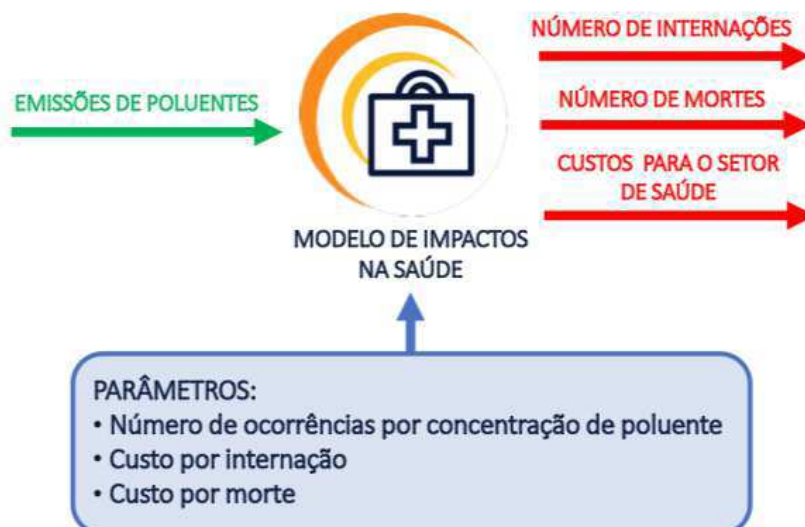 EMISSÕES DE POLUENTES
NÚMERO DE INTERNAÇÕES
NÚMERO DE MORTES
CUSTOS PARA O SETOR
DE SAÚDE
MODELO DE IMPACTOS
NA SAÚDE
PARÂMETROS:
• Número de ocorrências por concentração de poluente
• Custo por internação
• Custo por morte